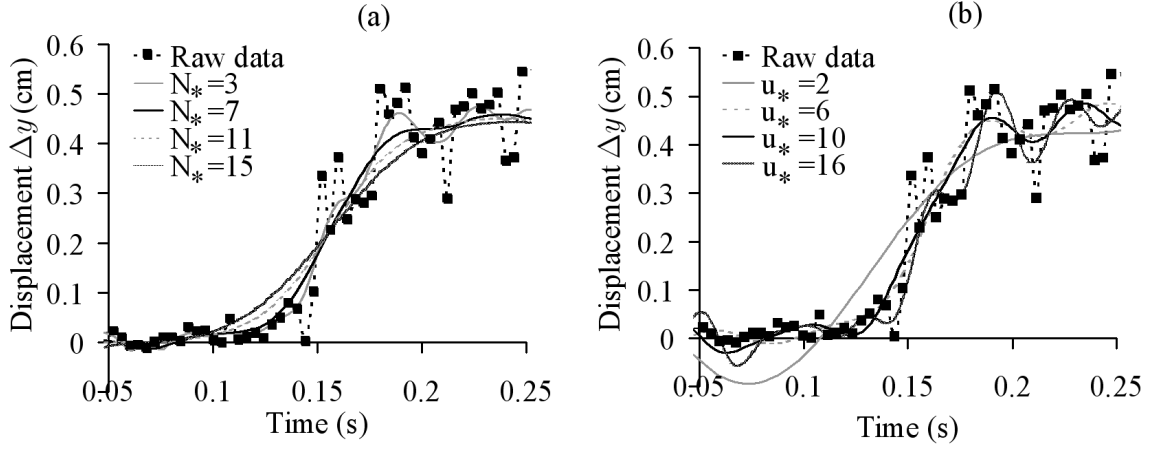 (a)
Displacement Δy (cm)
0.6
0.5
0.4
0.3
0.2
0.1
0
0.05
0.1
0.15
0.2
0.25
Time (s)
Raw data
N* =3
N* =7
N* =11
N* =15
(b)
Displacement Δy (cm)
0.6
0.5
0.4
0.3
0.2
0.1
0
-0.1
0.05
0.1
0.15
0.2
0.25
Time (s)
Raw data
u* =2
u* =6
u* =10
u* =16